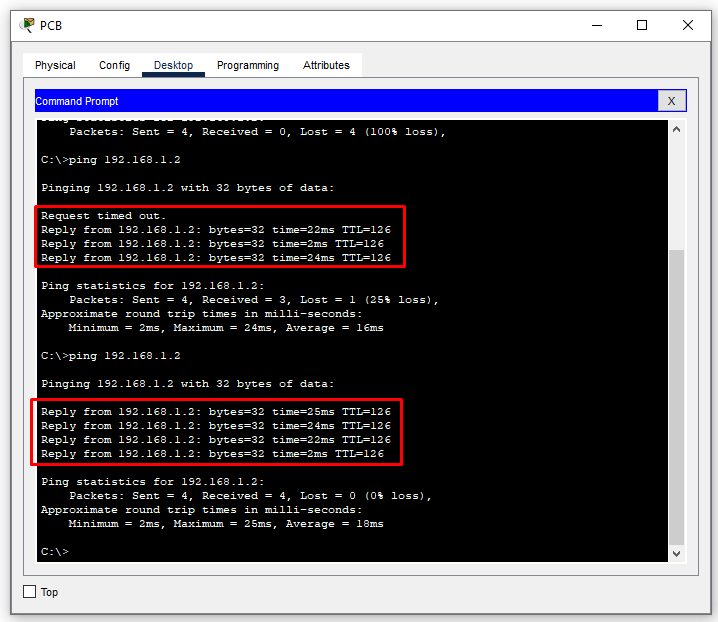 PCB
Physical Config Desktop Programming Attributes
Command Prompt X
Packets: Sent = 4, Received = 0, Lost = 4 (100% loss),
C:\>ping 192.168.1.2
Pinging 192.168.1.2 with 32 bytes of data:
Request timed out.
Reply from 192.168.1.2: bytes=32 time=22ms TTL=126
Reply from 192.168.1.2: bytes=32 time=2ms TTL=126
Reply from 192.168.1.2: bytes=32 time=24ms TTL=126
Ping statistics for 192.168.1.2:
Packets: Sent = 4, Received = 3, Lost = 1 (25% loss),
Approximate round trip times in milli-seconds:
Minimum = 2ms, Maximum = 24ms, Average = 16ms
C:\>ping 192.168.1.2
Pinging 192.168.1.2 with 32 bytes of data:
Reply from 192.168.1.2: bytes=32 time=25ms TTL=126
Reply from 192.168.1.2: bytes=32 time=24ms TTL=126
Reply from 192.168.1.2: bytes=32 time=22ms TTL=126
Reply from 192.168.1.2: bytes=32 time=2ms TTL=126
Ping statistics for 192.168.1.2:
Packets: Sent = 4, Received = 4, Lost = 0 (0% loss),
Approximate round trip times in milli-seconds:
Minimum = 2ms, Maximum = 25ms, Average = 18ms
C:\>
Top